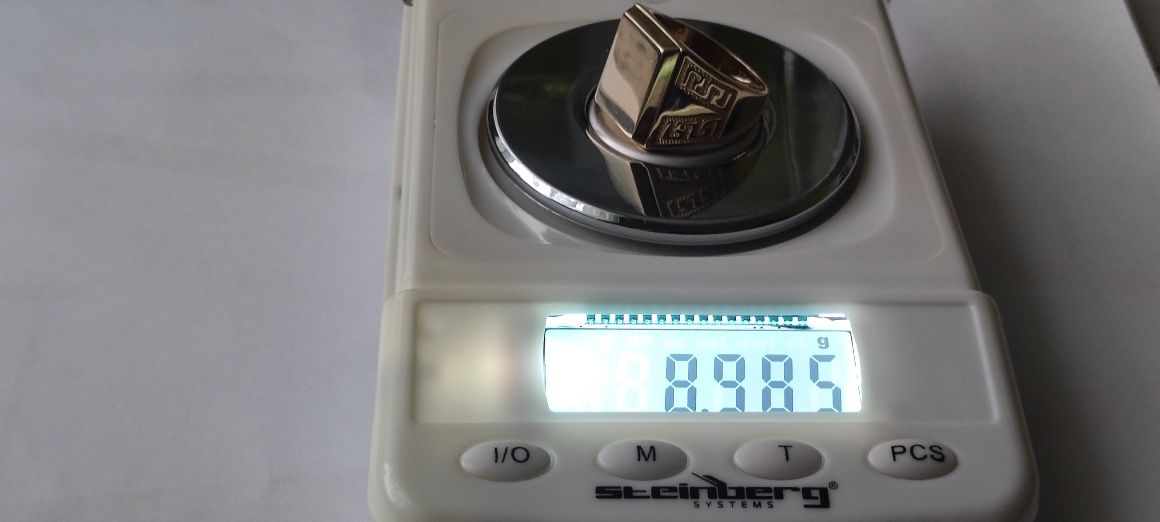 g
8.985
I/O M T PCS
steinberg®
SYSTEMS